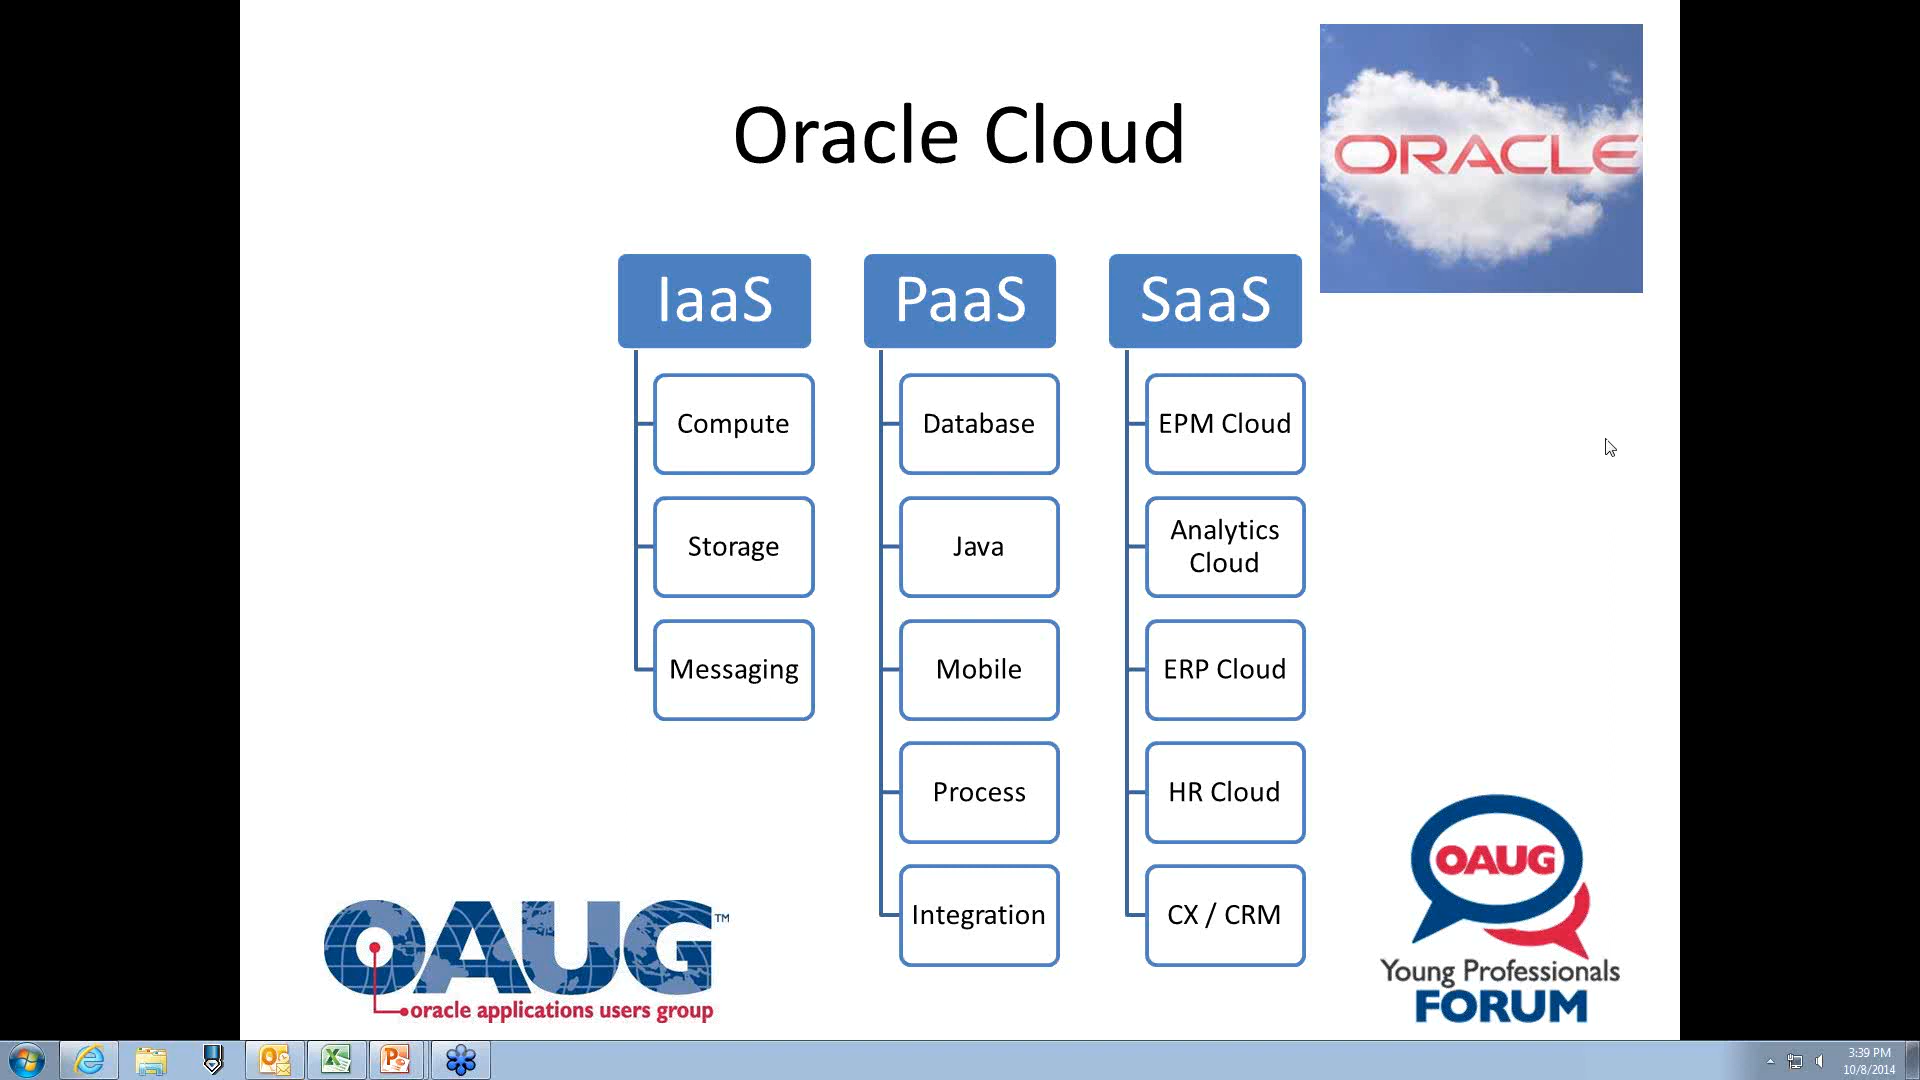 Oracle Cloud
ORACLE
IaaS
PaaS
SaaS
Compute
Storage
Messaging
Database
Java
Mobile
Process
Integration
EPM Cloud
Analytics
Cloud
ERP Cloud
HR Cloud
CX / CRM
OAUG™
oracle applications users group
OAUG
Young Professionals
FORUM
3:39 PM
10/8/2014